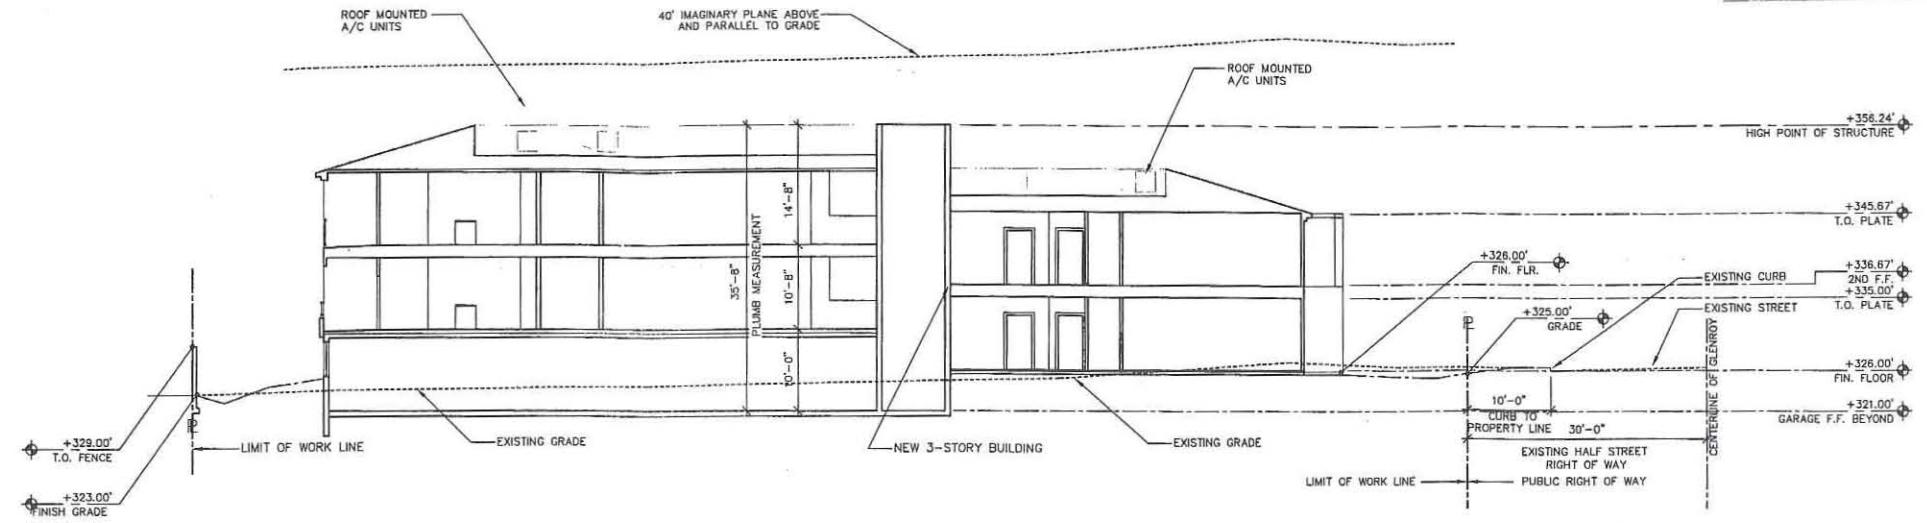 ROOF MOUNTED
A/C UNITS
40' IMAGINARY PLANE ABOVE
AND PARALLEL TO GRADE
ROOF MOUNTED
A/C UNITS
+356.24'
HIGH POINT OF STRUCTURE
14'-8"
35'-8"
PLUMB MEASUREMENT
10'-8"
10'-0"
+345.67'
T.O. PLATE
+326.00'
FIN. FLR.
+336.67'
2ND F.F.
+335.00'
T.O. PLATE
EXISTING CURB
EXISTING STREET
+325.00'
GRADE
PL
CENTERLINE OF GLENROY
+326.00'
FIN. FLOOR
10'-0"
CURB TO
PROPERTY LINE
30'-0"
+321.00'
GARAGE F.F. BEYOND
EXISTING HALF STREET
RIGHT OF WAY
LIMIT OF WORK LINE
PUBLIC RIGHT OF WAY
PL
+329.00'
T.O. FENCE
LIMIT OF WORK LINE
EXISTING GRADE
NEW 3-STORY BUILDING
EXISTING GRADE
+323.00'
FINISH GRADE